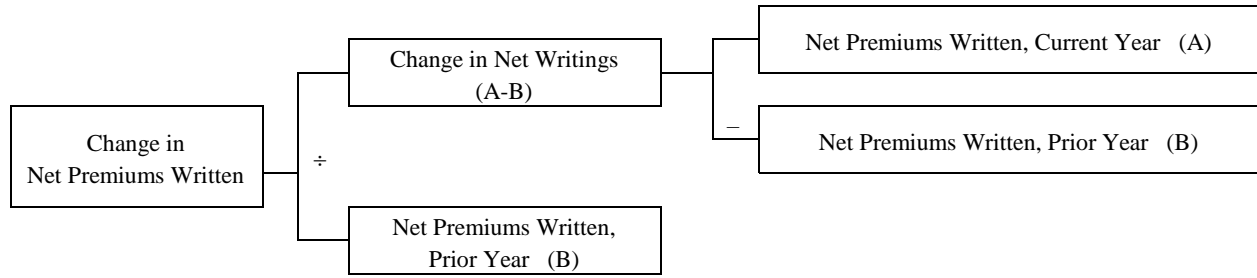 Change in
Net Premiums Written
÷
Change in Net Writings
(A-B)
Net Premiums Written,
Prior Year (B)
–
Net Premiums Written, Current Year (A)
Net Premiums Written, Prior Year (B)